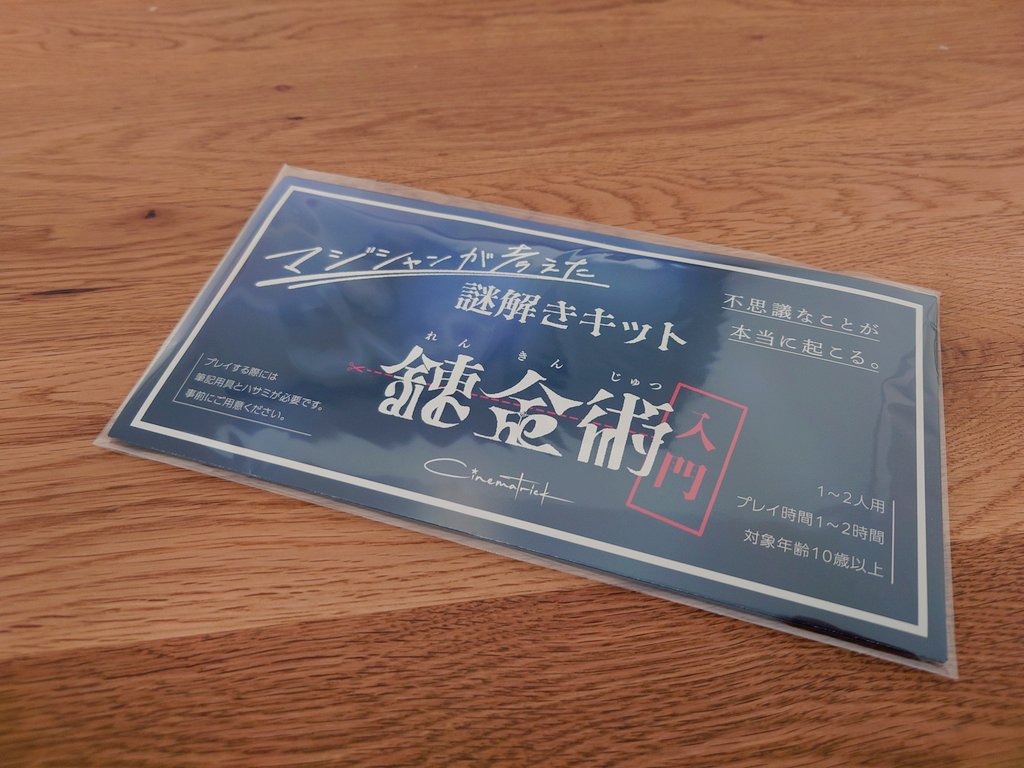 マジシャンが考えた
謎解きキット
れんきんじゅつ
錬金術
入門
Cinematrick
不思議なことが
本当に起こる。
プレイする際には
筆記用具とハサミが必要です。
事前にご用意ください。
1～2人用
プレイ時間1～2時間
対象年齢10歳以上